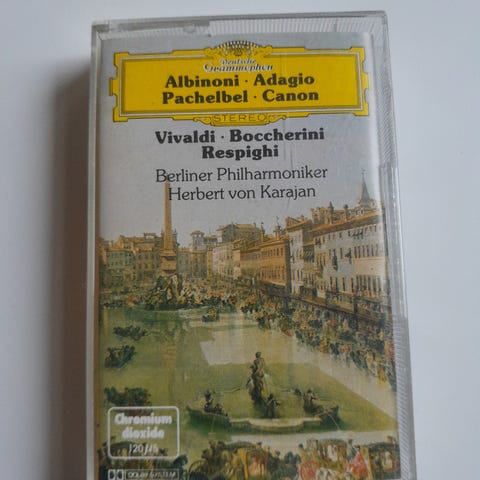 Deutsche
Grammophon
Albinoni · Adagio
Pachelbel · Canon
STEREO
Vivaldi · Boccherini
Respighi
Berliner Philharmoniker
Herbert von Karajan
Chromium
dioxide
120 µs
DOLBY SYSTEM